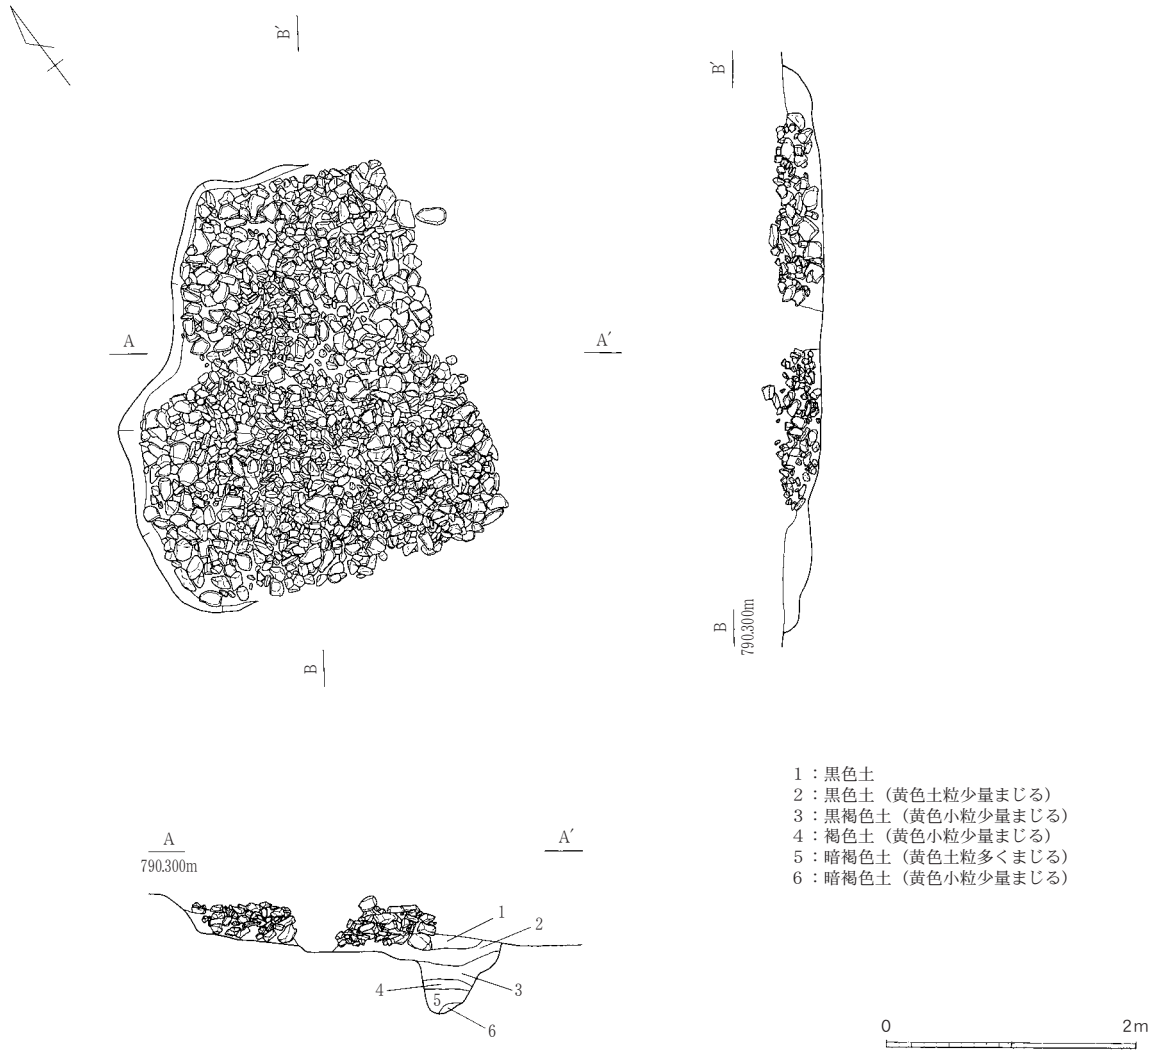 B′
B′
A
A′
B
790.300m
B
1：黒色土
2：黒色土（黄色土粒少量まじる）
3：黒褐色土（黄色小粒少量まじる）
4：褐色土（黄色小粒少量まじる）
5：暗褐色土（黄色土粒多くまじる）
6：暗褐色土（黄色小粒少量まじる）
A
790.300m
A′
1
2
3
4
5
6
0
2m